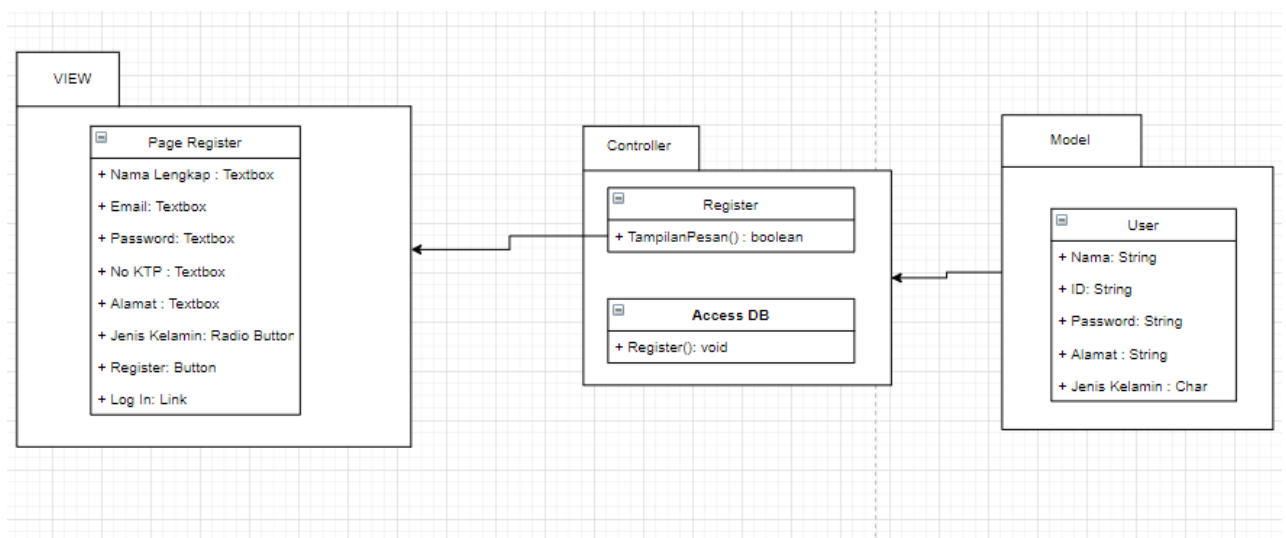 VIEW
Page Register
+ Nama Lengkap : Textbox
+ Email: Textbox
+ Password: Textbox
+ No KTP : Textbox
+ Alamat : Textbox
+ Jenis Kelamin: Radio Button
+ Register: Button
+ Log In: Link
Controller
Register
+ TampilanPesan() : boolean
Access DB
+ Register(): void
Model
User
+ Nama: String
+ ID: String
+ Password: String
+ Alamat : String
+ Jenis Kelamin : Char